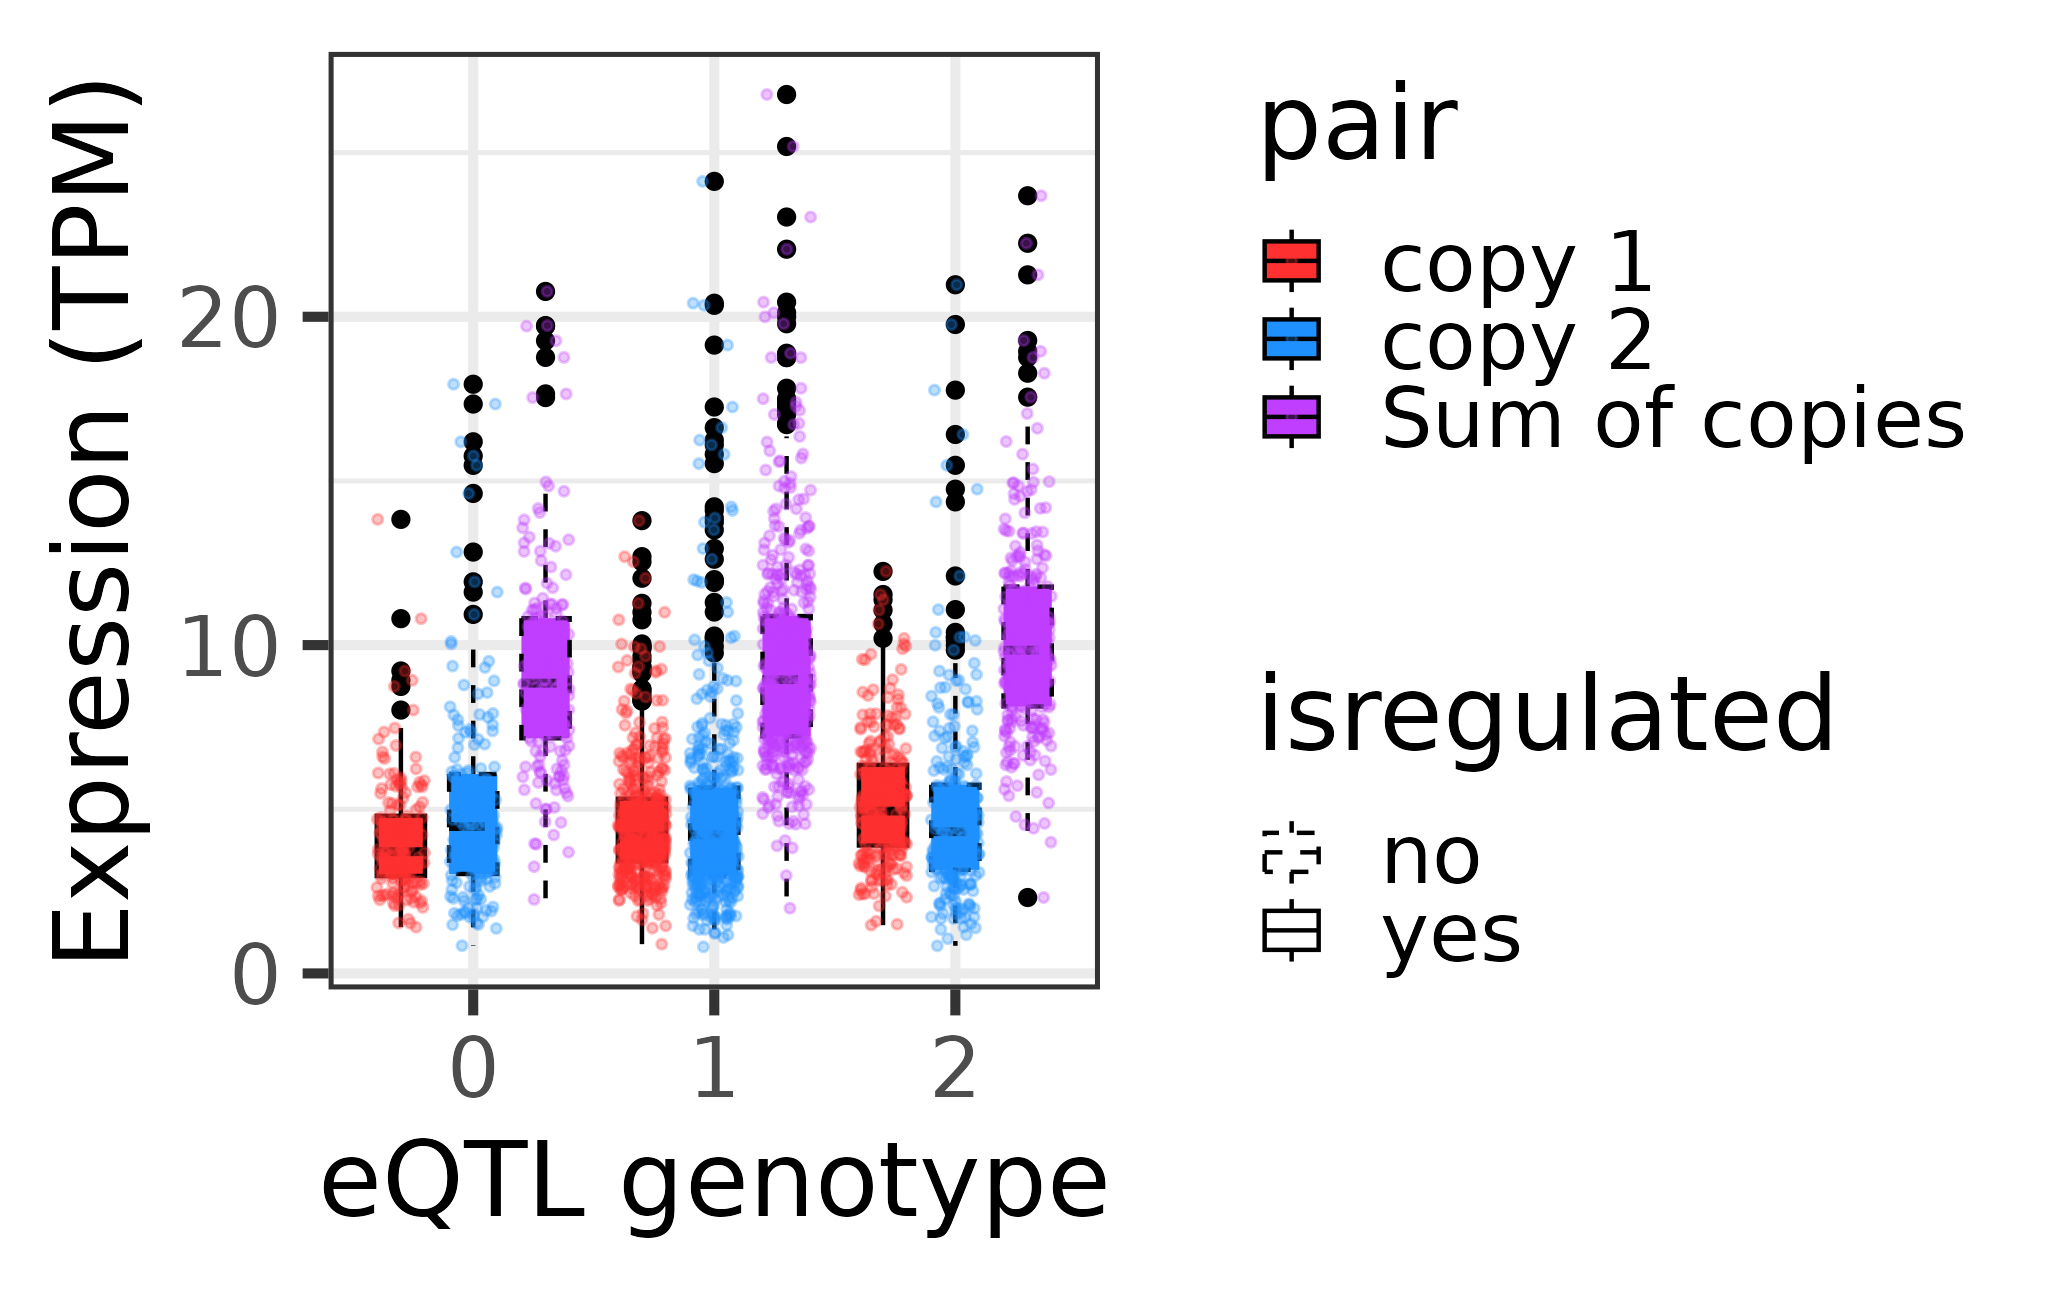 Expression (TPM)
20
10
0
0 1 2
eQTL genotype
pair
copy 1
copy 2
Sum of copies
isregulated
no
yes